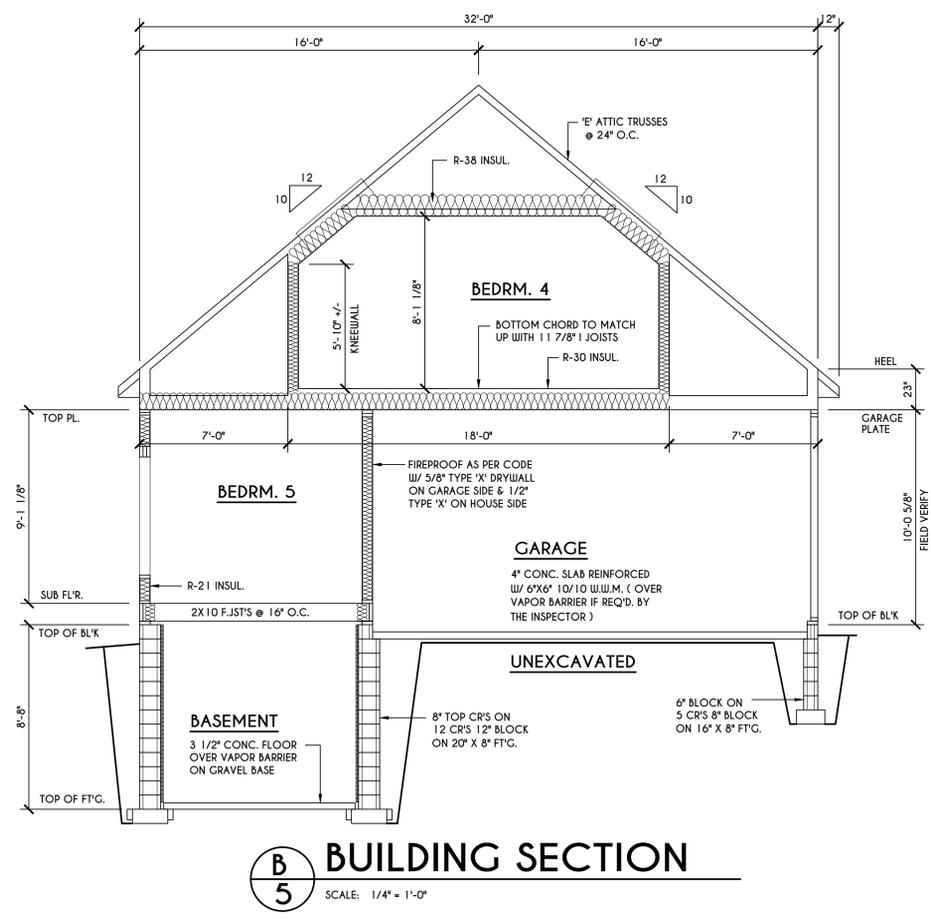 32'-0"
12"
16'-0"
16'-0"
'E' ATTIC TRUSSES
@ 24" O.C.
R-38 INSUL.
12
10
12
10
BEDRM. 4
8'-1 1/8"
5'-10" +/-
KNEEWALL
BOTTOM CHORD TO MATCH
UP WITH 11 7/8" I JOISTS
R-30 INSUL.
HEEL
23"
TOP PL.
GARAGE
PLATE
7'-0"
18'-0"
7'-0"
FIREPROOF AS PER CODE
W/ 5/8" TYPE 'X' DRYWALL
ON GARAGE SIDE & 1/2"
TYPE 'X' ON HOUSE SIDE
BEDRM. 5
9'-1 1/8"
10'-0 5/8"
FIELD VERIFY
GARAGE
4" CONC. SLAB REINFORCED
W/ 6"X6" 10/10 W.W.M. ( OVER
VAPOR BARRIER IF REQ'D. BY
THE INSPECTOR )
R-21 INSUL.
SUB FL'R.
2X10 F.JST'S @ 16" O.C.
TOP OF BL'K
TOP OF BL'K
UNEXCAVATED
8'-8"
BASEMENT
3 1/2" CONC. FLOOR
OVER VAPOR BARRIER
ON GRAVEL BASE
8" TOP CR'S ON
12 CR'S 12" BLOCK
ON 20" X 8" FT'G.
6" BLOCK ON
5 CR'S 8" BLOCK
ON 16" X 8" FT'G.
TOP OF FT'G.
B
5
BUILDING SECTION
SCALE: 1/4" = 1'-0"